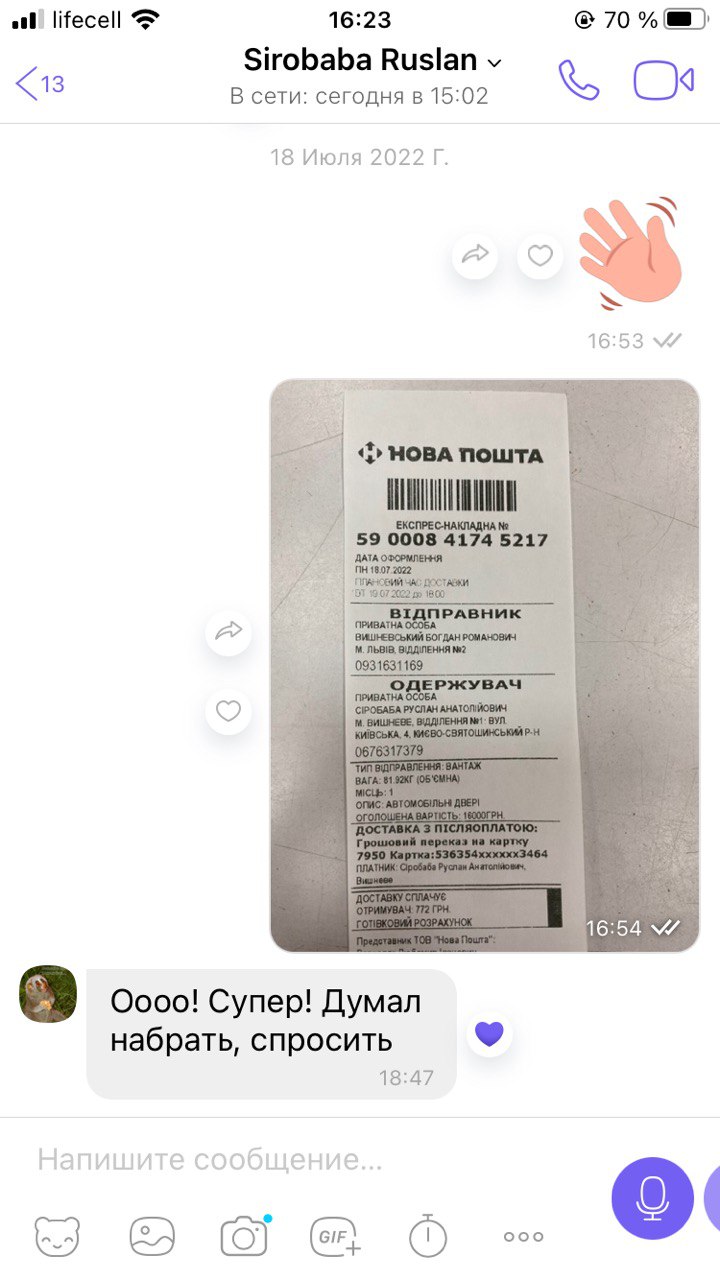 lifecell 16:23 70 %
13 Sirobaba Ruslan
В сети: сегодня в 15:02
18 Июля 2022 Г.
16:53
НОВА ПОШТА
ЕКСПРЕС-НАКЛАДНА №
59 0008 4174 5217
ДАТА ОФОРМЛЕННЯ
ПН 18.07.2022
ПЛАНОВИЙ ЧАС ДОСТАВКИ
ВТ 19.07.2022 до 18:00
ВІДПРАВНИК
ПРИВАТНА ОСОБА
ВИШНЕВСЬКИЙ БОГДАН РОМАНОВИЧ
М. ЛЬВІВ, ВІДДІЛЕННЯ №2
0931631169
ОДЕРЖУВАЧ
ПРИВАТНА ОСОБА
СІРОБАБА РУСЛАН АНАТОЛІЙОВИЧ
М. ВИШНЕВЕ, ВІДДІЛЕННЯ №1: ВУЛ.
КИЇВСЬКА, 4, КИЄВО-СВЯТОШИНСЬКИЙ Р-Н
0676317379
ТИП ВІДПРАВЛЕННЯ: ВАНТАЖ
ВАГА: 81.92КГ (ОБ'ЄМНА)
МІСЦЬ: 1
ОПИС: АВТОМОБІЛЬНІ ДВЕРІ
ОГОЛОШЕНА ВАРТІСТЬ: 16000ГРН.
ДОСТАВКА З ПІСЛЯОПЛАТОЮ:
Грошовий переказ на картку
7950 Картка:536354xxxxxx3464
ПЛАТНИК: Сіробаба Руслан Анатолійович,
Вишневе
ДОСТАВКУ СПЛАЧУЄ
ОТРИМУВАЧ: 772 ГРН.
ГОТІВКОВИЙ РОЗРАХУНОК
Представник ТОВ "Нова Пошта":
16:54
Оооо! Супер! Думал
набрать, спросить
18:47
Напишите сообщение...
GIF